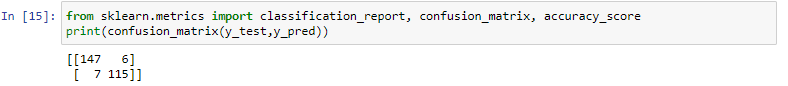 In [15]: from sklearn.metrics import classification_report, confusion_matrix, accuracy_score
print(confusion_matrix(y_test,y_pred))
[[147   6]
 [  7 115]]